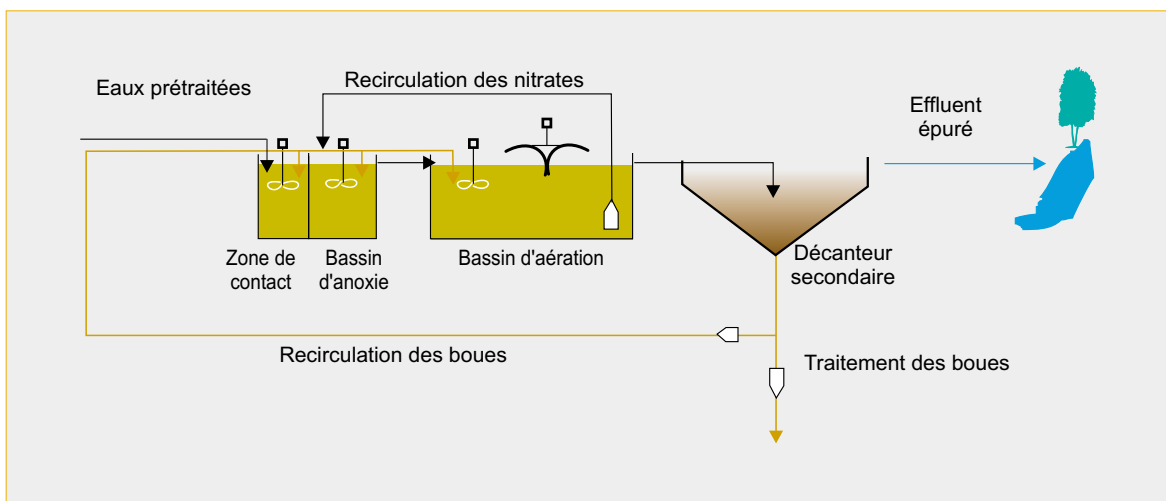 Eaux prétraitées
Recirculation des nitrates
Effluent
épuré
Zone de
contact
Bassin
d'anoxie
Bassin d'aération
Décanteur
secondaire
Recirculation des boues
Traitement des boues